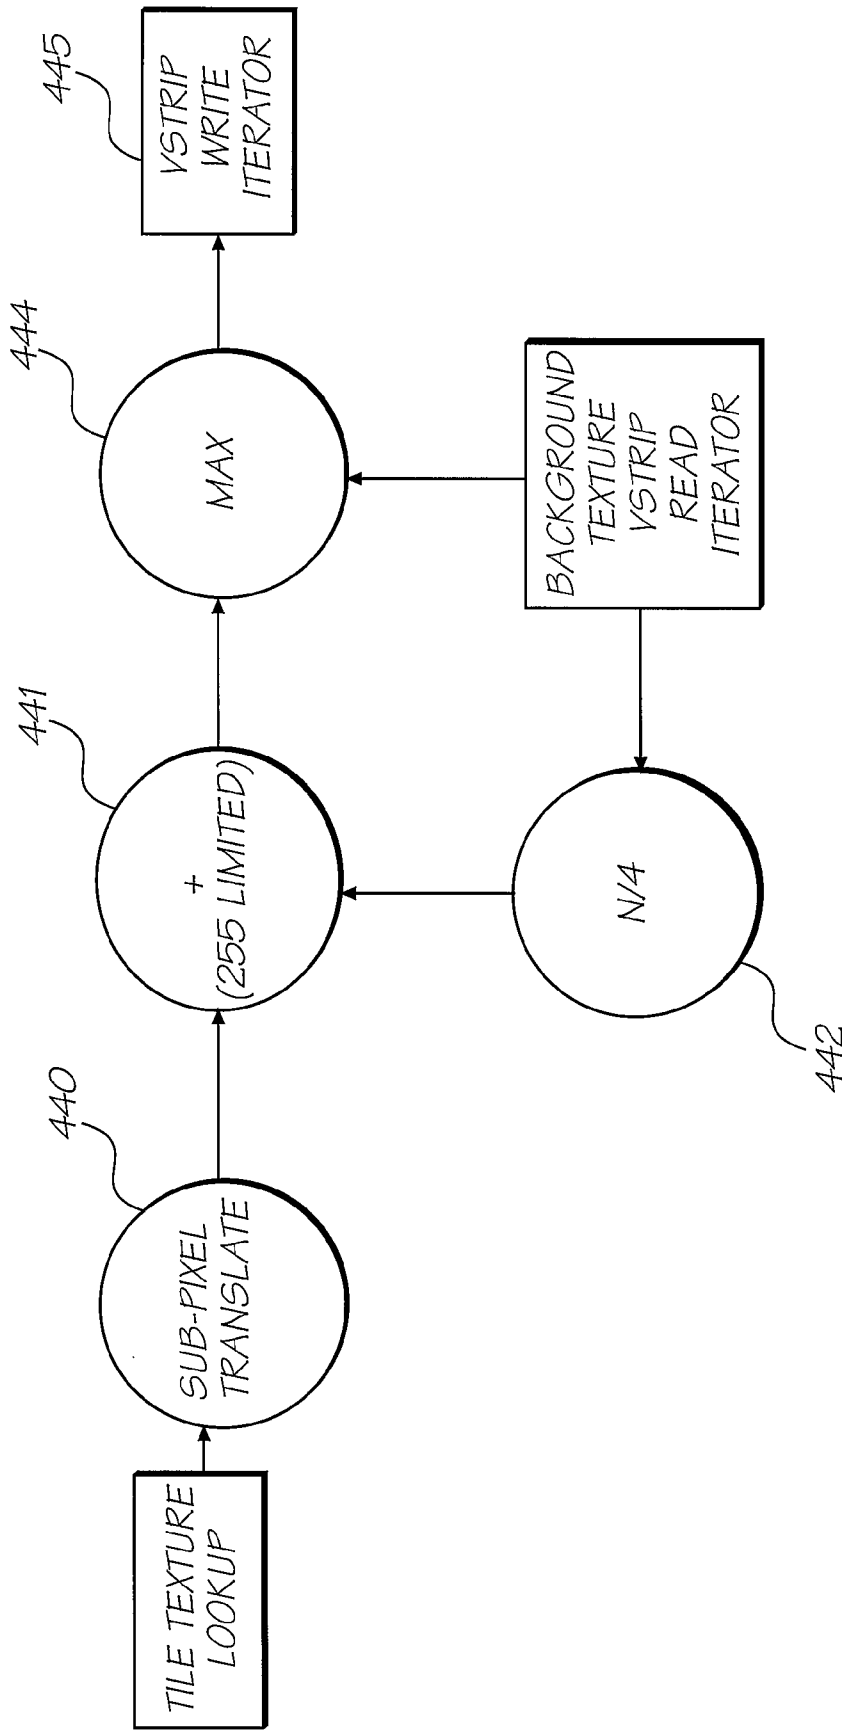 TILE TEXTURE
LOOKUP
440
SUB-PIXEL
TRANSLATE
441
+
(255 LIMITED)
444
MAX
445
VSTRIP
WRITE
ITERATOR
N/4
442
BACKGROUND
TEXTURE
VSTRIP
READ
ITERATOR